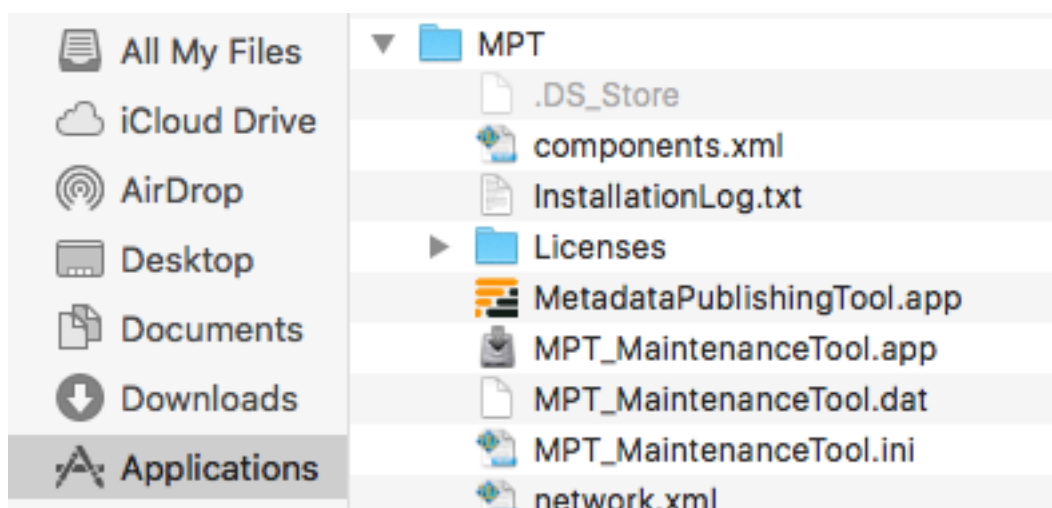 All My Files
iCloud Drive
AirDrop
Desktop
Documents
Downloads
Applications
MPT
.DS_Store
components.xml
InstallationLog.txt
Licenses
MetadataPublishingTool.app
MPT_MaintenanceTool.app
MPT_MaintenanceTool.dat
MPT_MaintenanceTool.ini
network.xml